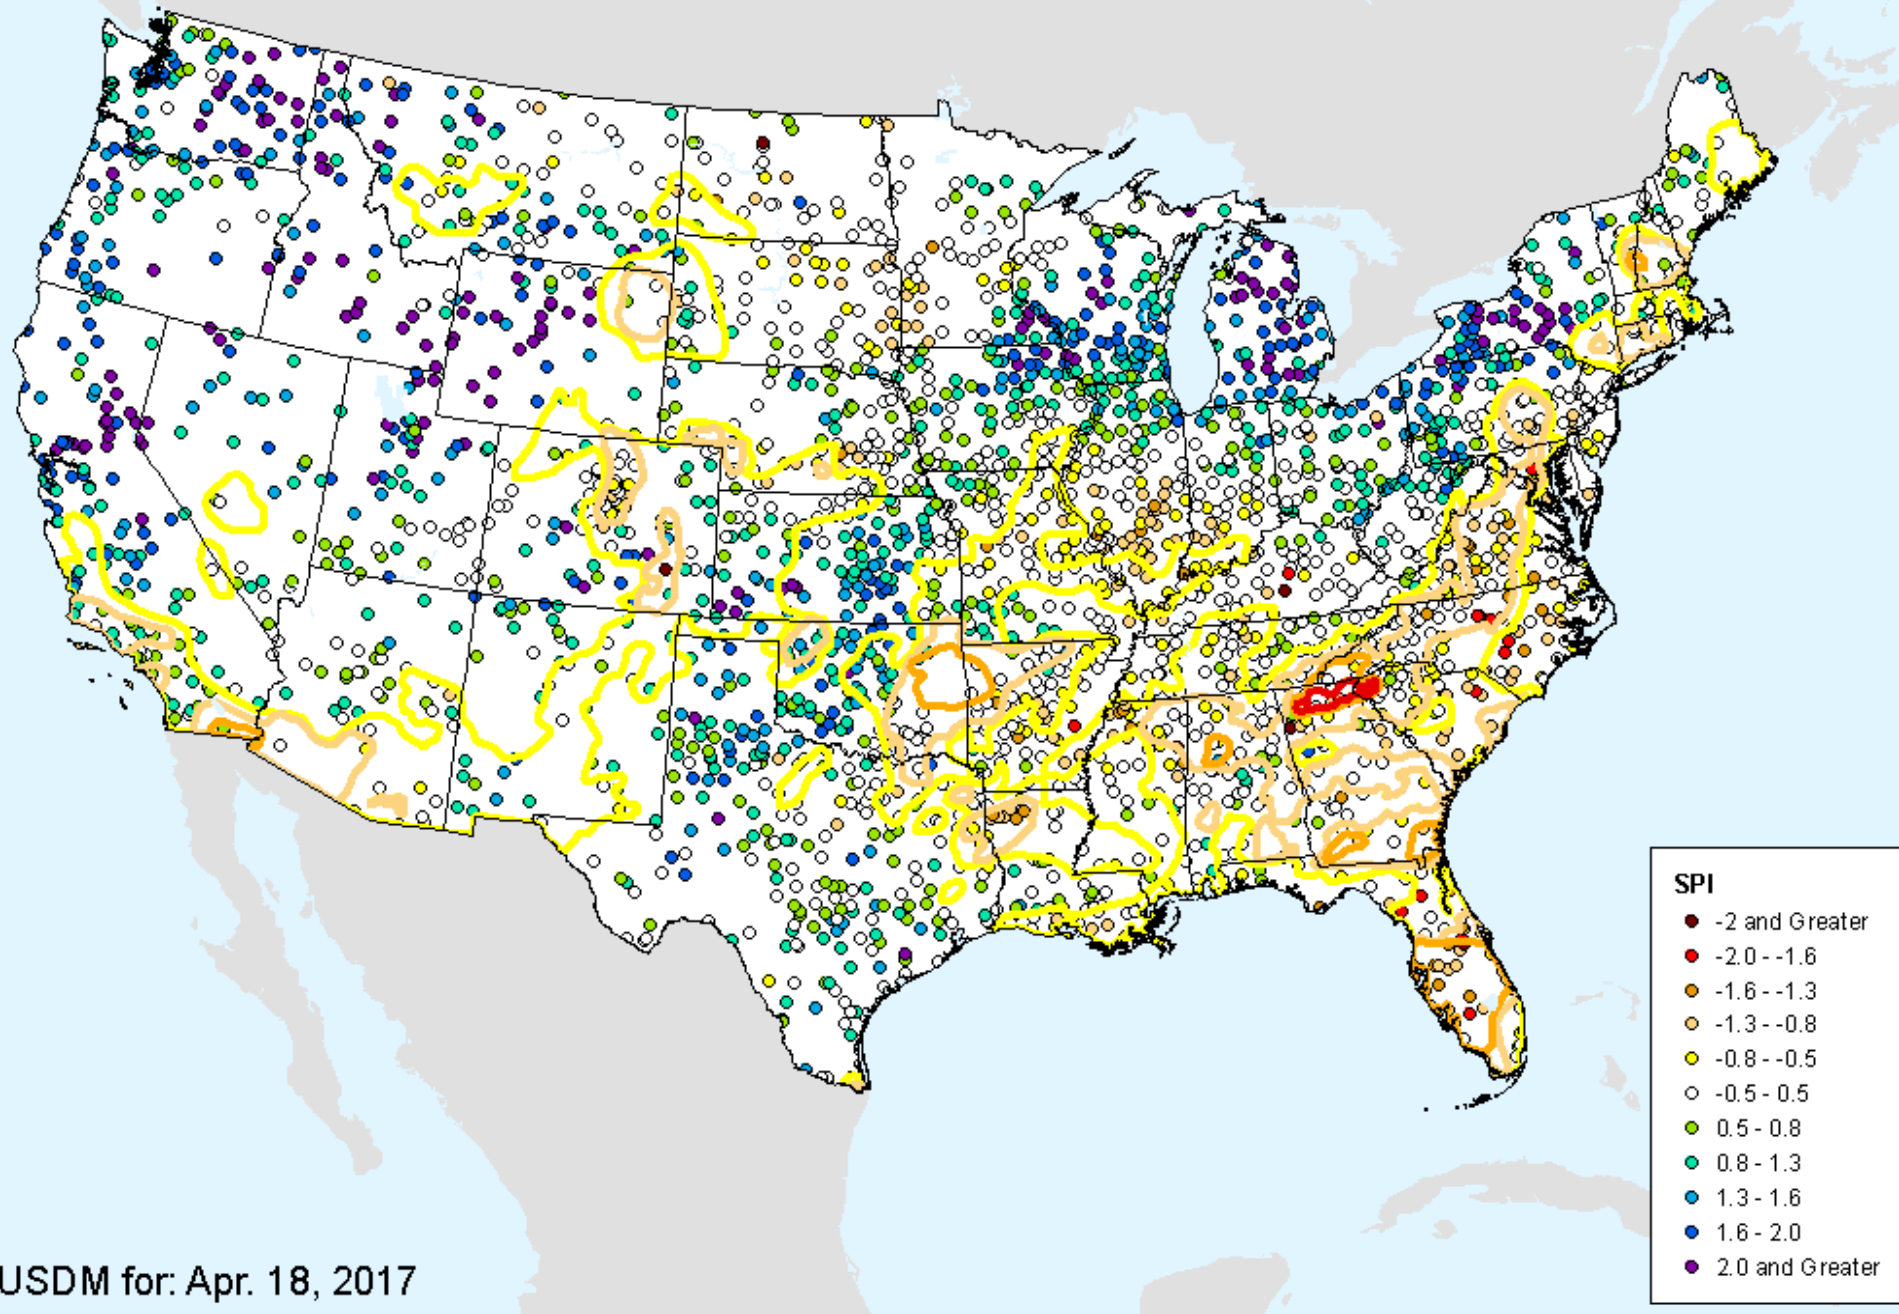 SPI
-2 and Greater
-2.0 - -1.6
-1.6 - -1.3
-1.3 - -0.8
-0.8 - -0.5
-0.5 - 0.5
0.5 - 0.8
0.8 - 1.3
1.3 - 1.6
1.6 - 2.0
2.0 and Greater
USDM for: Apr. 18, 2017